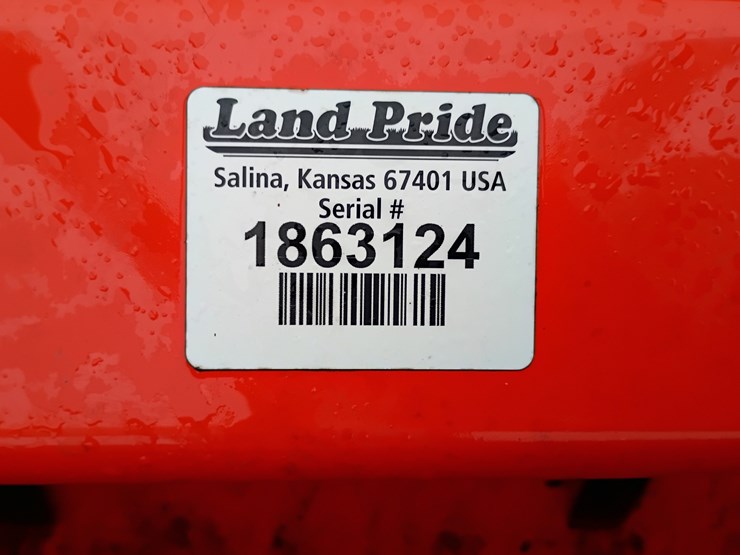 Land Pride
Salina, Kansas 67401 USA
Serial #
1863124